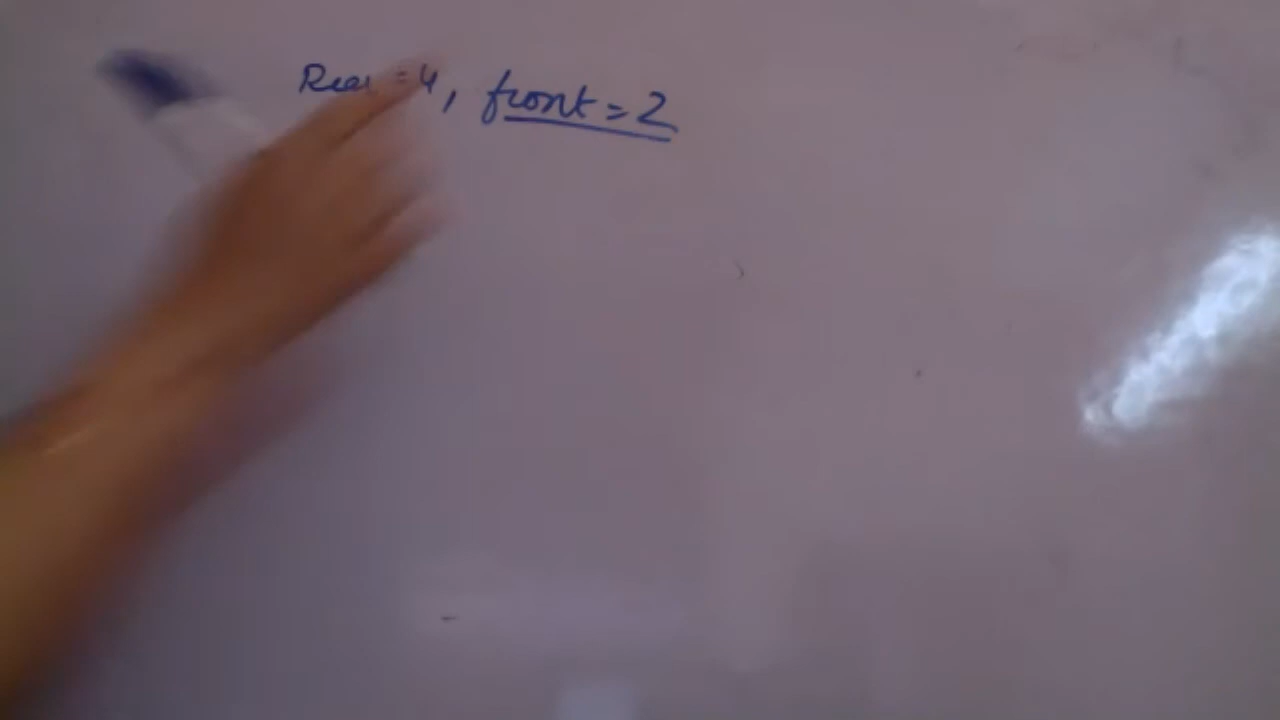 Rear = 4, front = 2